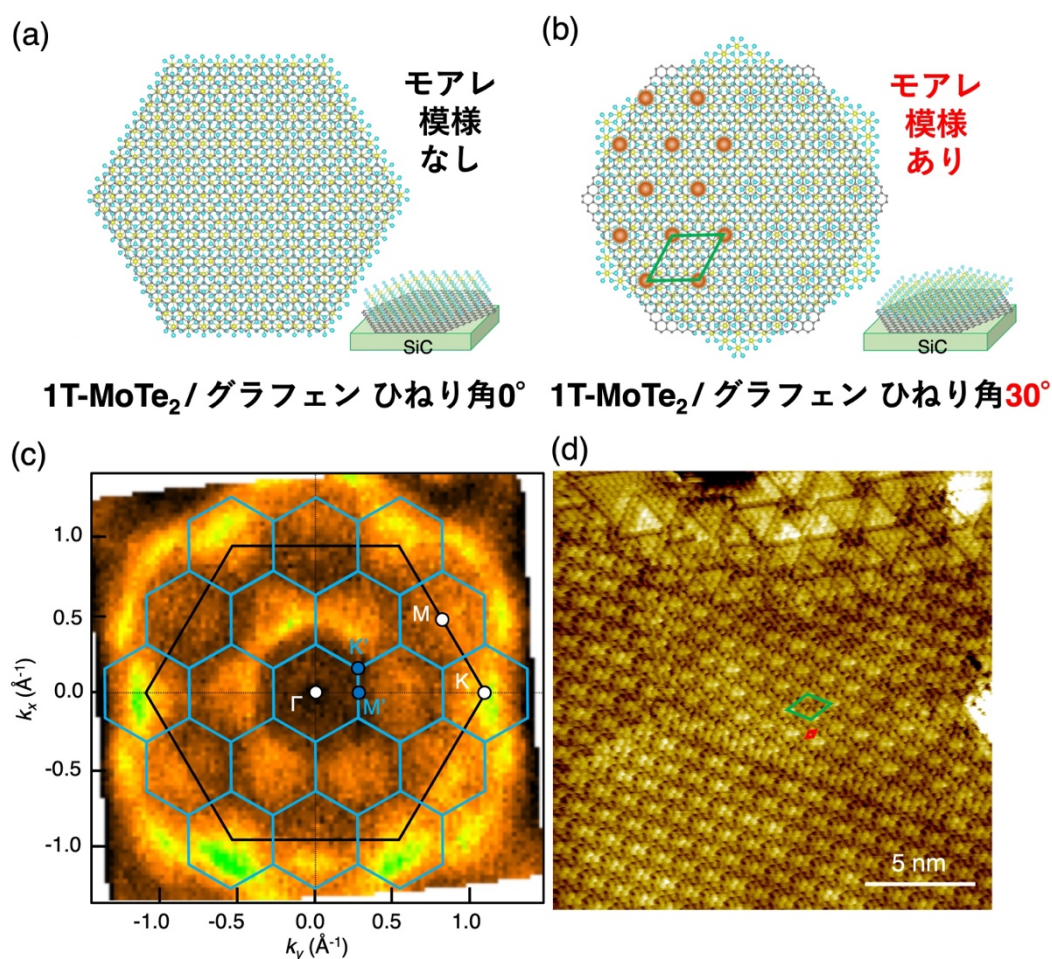 (a)
モアレ
模様
なし
SiC
1T-MoTe₂ / グラフェン ひねり角0°
(b)
モアレ
模様
あり
SiC
1T-MoTe₂ / グラフェン ひねり角30°
(c)
1.0
0.5
0.0
-0.5
-1.0
kₓ (Å⁻¹)
M
K'
K
Γ
M'
-1.0
-0.5
0.0
0.5
1.0
k_y (Å⁻¹)
(d)
5 nm